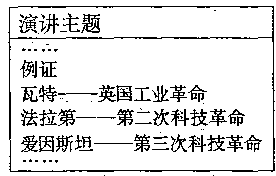 演讲主题
……
例证
瓦特——英国工业革命
法拉第——第二次科技革命
爱因斯坦——第三次科技革命
……